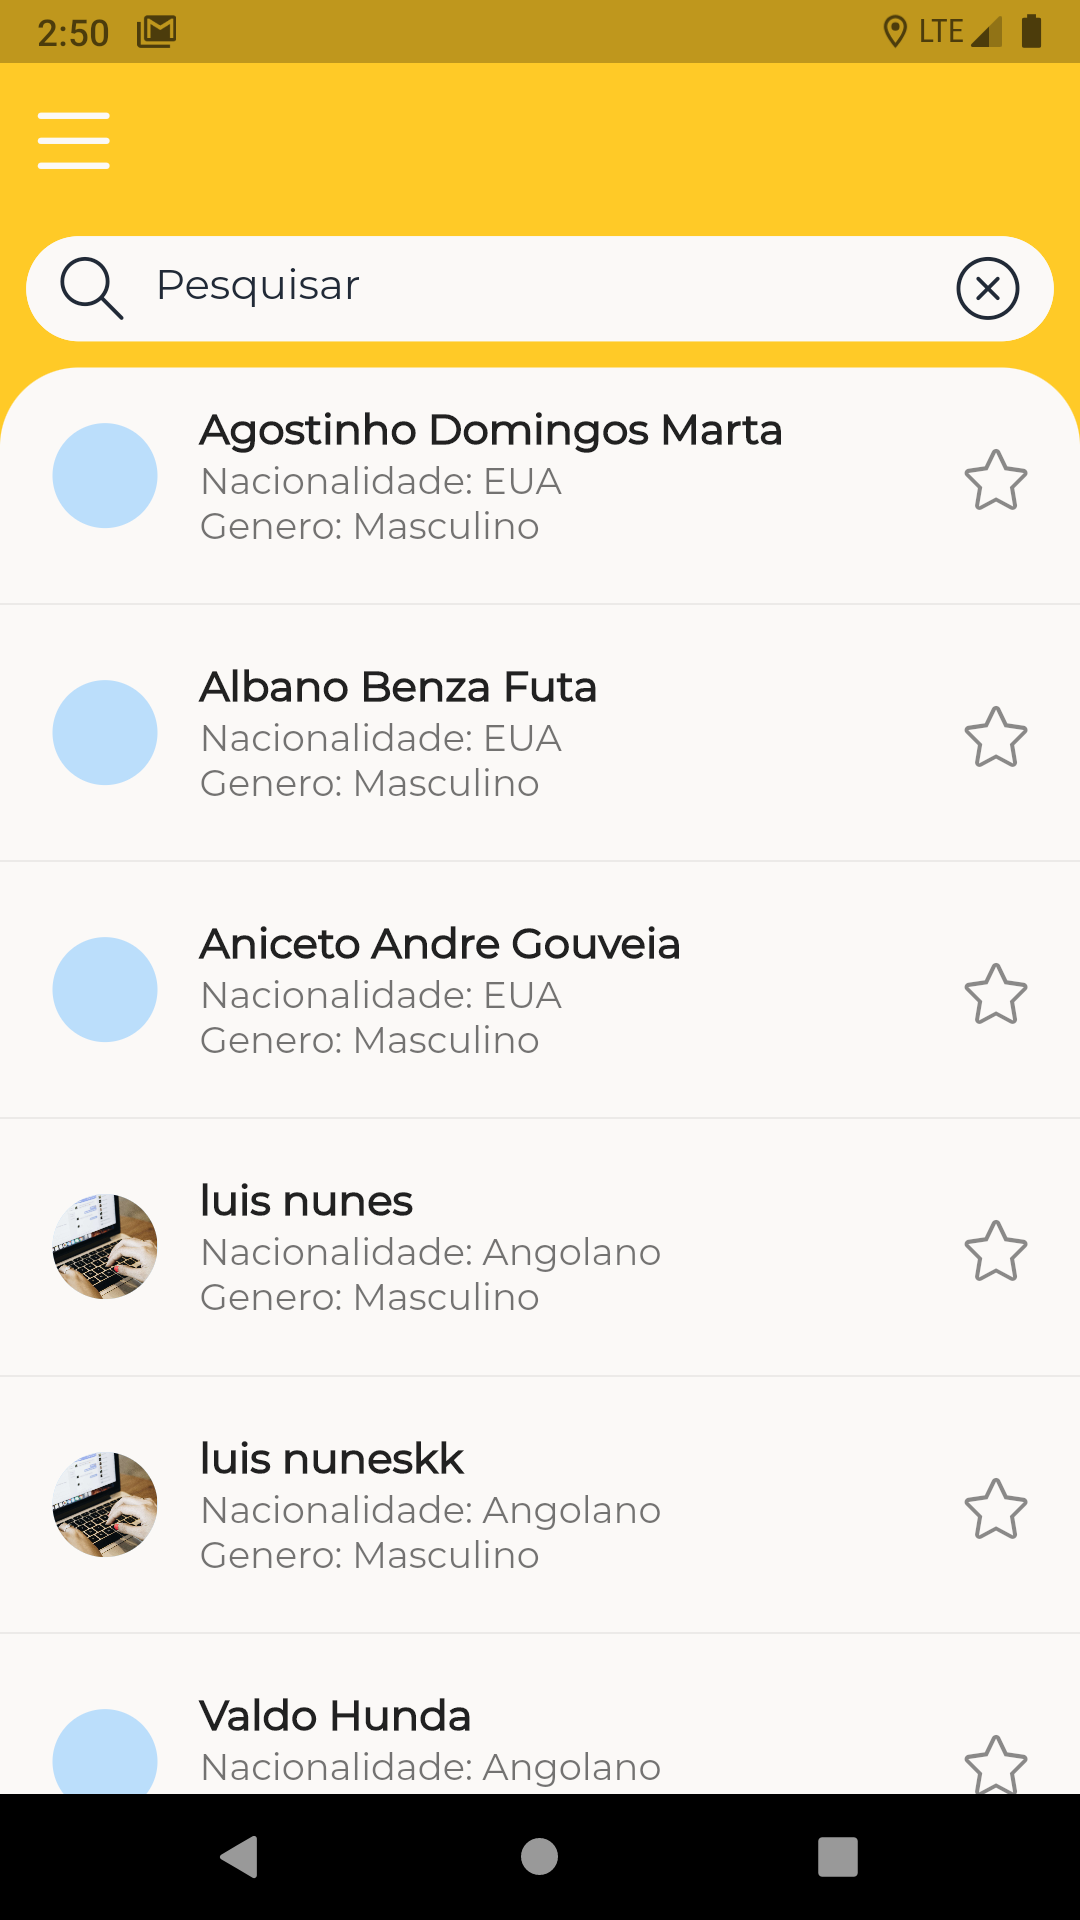 2:50
LTE
Pesquisar
Agostinho Domingos Marta
Nacionalidade: EUA
Genero: Masculino
Albano Benza Futa
Nacionalidade: EUA
Genero: Masculino
Aniceto Andre Gouveia
Nacionalidade: EUA
Genero: Masculino
luis nunes
Nacionalidade: Angolano
Genero: Masculino
luis nuneskk
Nacionalidade: Angolano
Genero: Masculino
Valdo Hunda
Nacionalidade: Angolano